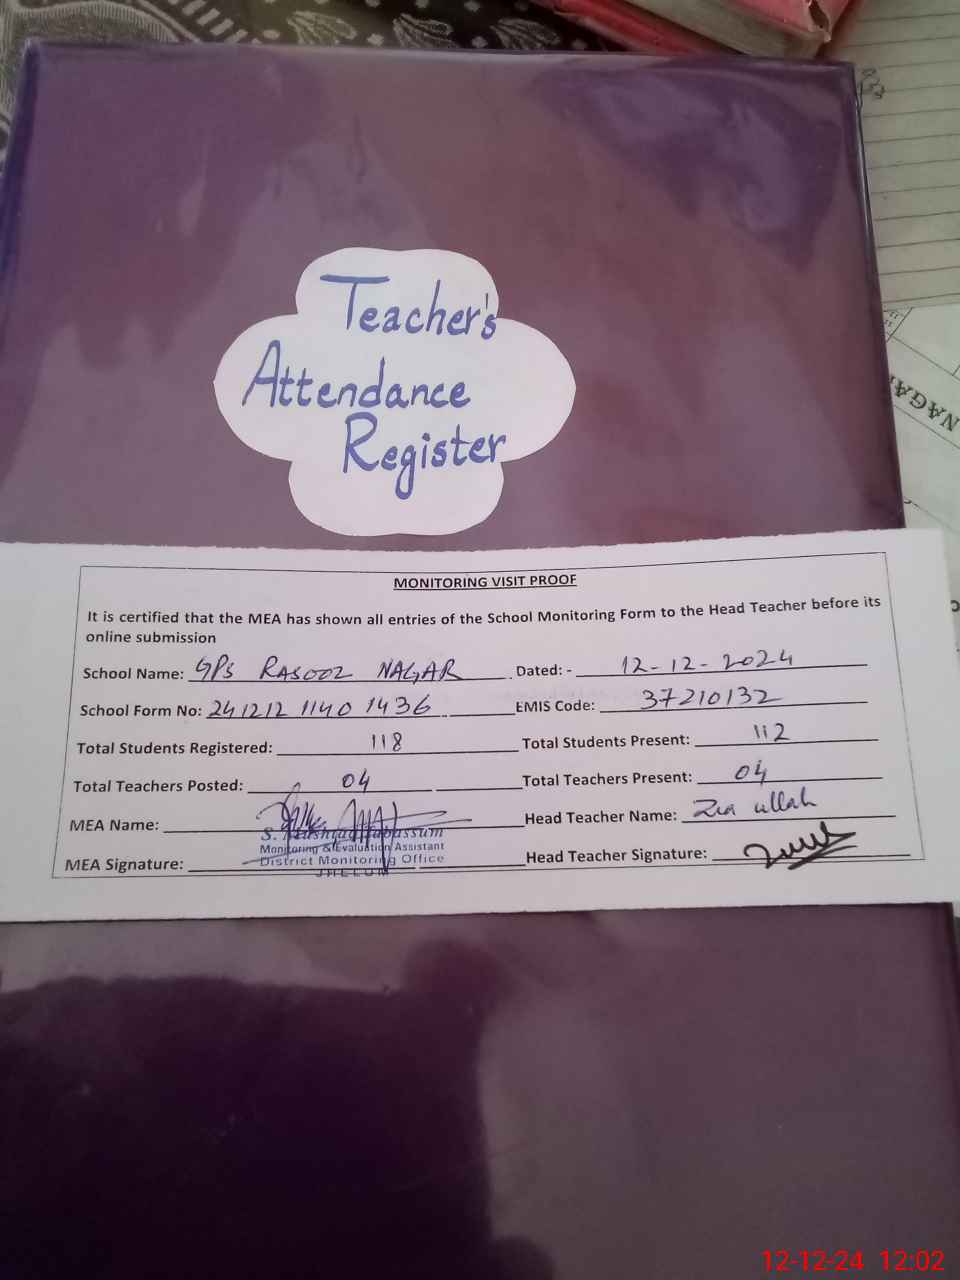 Teacher's
Attendance
Register
NAGAR
MONITORING VISIT PROOF
It is certified that the MEA has shown all entries of the School Monitoring Form to the Head Teacher before its
online submission
School Name: GPS RASOOL NAGAR Dated: - 12-12-2024
School Form No: 241212 1140 1436 EMIS Code: 37210132
Total Students Registered: 118 Total Students Present: 112
Total Teachers Posted: 04 Total Teachers Present: 04
MEA Name: Head Teacher Name: Zia ullah
S. Tabassum
Monitoring & Evaluation Assistant
MEA Signature: District Monitoring Office Head Teacher Signature:
JHELUM
12-12-24 12:02